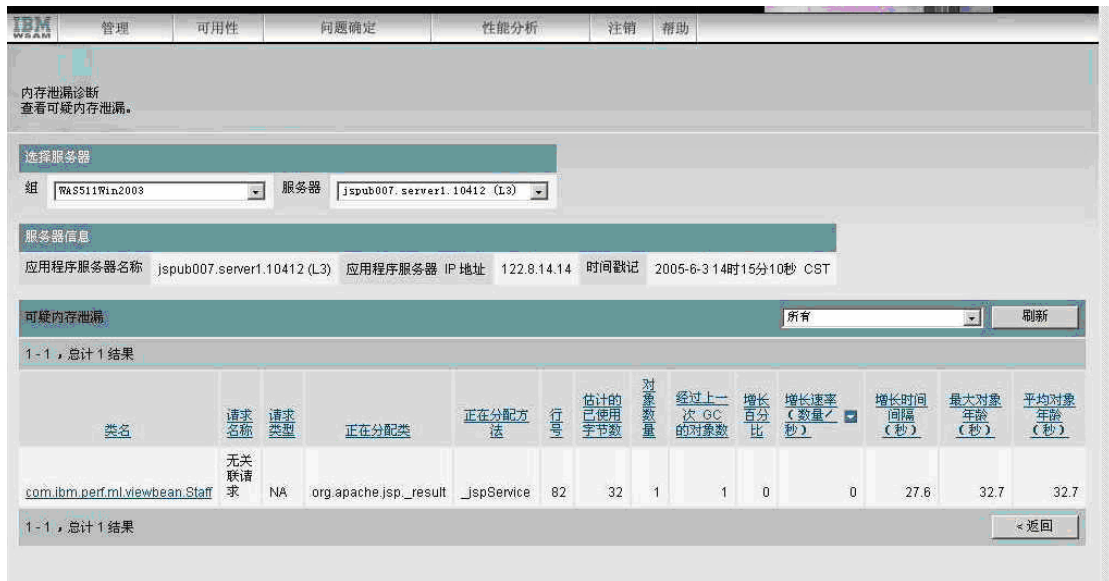 IBM
WSAM
管理 可用性 问题确定 性能分析 注销 帮助
内存泄漏诊断
查看可疑内存泄漏。
选择服务器
组 WAS511Win2003 服务器 jspub007.server1.10412 (L3)
服务器信息
应用程序服务器名称 jspub007.server1.10412 (L3) 应用程序服务器 IP 地址 122.8.14.14 时间戳记 2005-6-3 14时15分10秒 CST
可疑内存泄漏 所有 刷新
1 - 1 ，总计 1 结果
类名 请求名称 请求类型 正在分配类 正在分配方法 行号 估计的已使用字节数 对象数量 经过上一次 GC 的对象数 增长百分比 增长速率（数量/秒） 增长时间间隔（秒） 最大对象年龄（秒） 平均对象年龄（秒）
com.ibm.perf.ml.viewbean.Staff 无关联请求 NA org.apache.jsp._result _jspService 82 32 1 1 0 0 27.6 32.7 32.7
1 - 1 ，总计 1 结果 < 返回